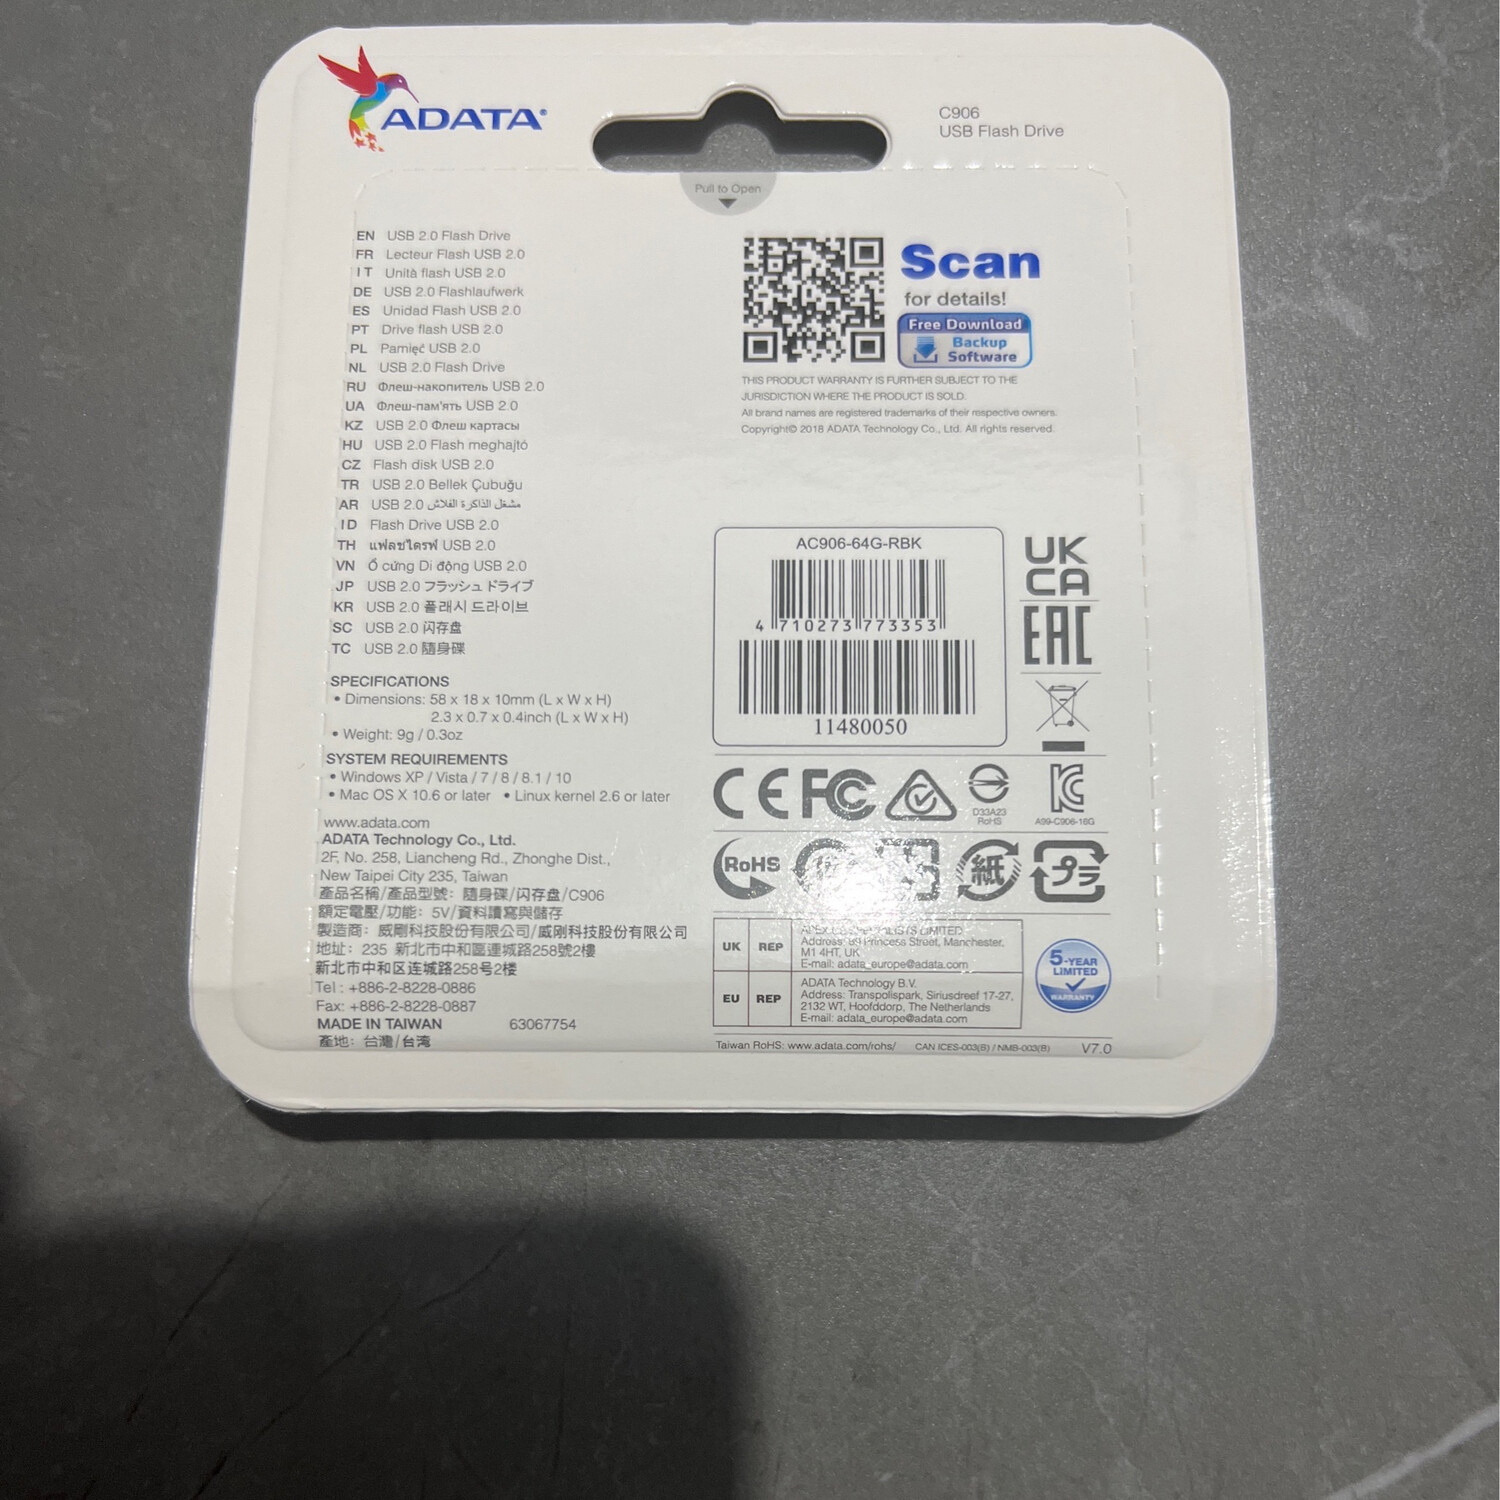 ADATA®
C906
USB Flash Drive
Pull to Open
EN USB 2.0 Flash Drive
FR Lecteur Flash USB 2.0
IT Unità flash USB 2.0
DE USB 2.0 Flashlaufwerk
ES Unidad Flash USB 2.0
PT Drive flash USB 2.0
PL Pamięć USB 2.0
NL USB 2.0 Flash Drive
RU Флеш-накопитель USB 2.0
UA Флеш-пам'ять USB 2.0
KZ USB 2.0 Флеш картасы
HU USB 2.0 Flash meghajtó
CZ Flash disk USB 2.0
TR USB 2.0 Bellek Çubuğu
AR USB 2.0 مشغل الذاكرة الفلاش
ID Flash Drive USB 2.0
TH แฟลชไดรฟ์ USB 2.0
VN Ổ cứng Di động USB 2.0
JP USB 2.0 フラッシュ ドライブ
KR USB 2.0 플래시 드라이브
SC USB 2.0 闪存盘
TC USB 2.0 隨身碟
SPECIFICATIONS
• Dimensions: 58 x 18 x 10mm (L x W x H)
2.3 x 0.7 x 0.4inch (L x W x H)
• Weight: 9g / 0.3oz
SYSTEM REQUIREMENTS
• Windows XP / Vista / 7 / 8 / 8.1 / 10
• Mac OS X 10.6 or later • Linux kernel 2.6 or later
www.adata.com
ADATA Technology Co., Ltd.
2F, No. 258, Liancheng Rd., Zhonghe Dist.,
New Taipei City 235, Taiwan
產品名稱/產品型號: 隨身碟/闪存盘/C906
額定電壓/功能: 5V/資料讀寫與儲存
製造商: 威剛科技股份有限公司/威刚科技股份有限公司
地址: 235 新北市中和區連城路258號2樓
新北市中和区连城路258号2楼
Tel : +886-2-8228-0886
Fax: +886-2-8228-0887
MADE IN TAIWAN 63067754
產地: 台灣/台湾
Scan
for details!
Free Download
Backup
Software
THIS PRODUCT WARRANTY IS FURTHER SUBJECT TO THE
JURISDICTION WHERE THE PRODUCT IS SOLD.
All brand names are registered trademarks of their respective owners.
Copyright© 2018 ADATA Technology Co., Ltd. All rights reserved.
AC906-64G-RBK
4 710273 773353
11480050
UK
CA
EAC
CE FC
D33A23
RoHS
A99-C906-16G
RoHS
紙
プラ
UK REP
LIMITED
Address: 89 Princess Street, Manchester,
M1 4HT, UK
E-mail: adata_europe@adata.com
EU REP
ADATA Technology B.V.
Address: Transpolispark, Siriusdreef 17-27,
2132 WT, Hoofddorp, The Netherlands
E-mail: adata_europe@adata.com
5-YEAR
LIMITED
WARRANTY
Taiwan RoHS: www.adata.com/rohs/ CAN ICES-003(B) / NMB-003(B) V7.0